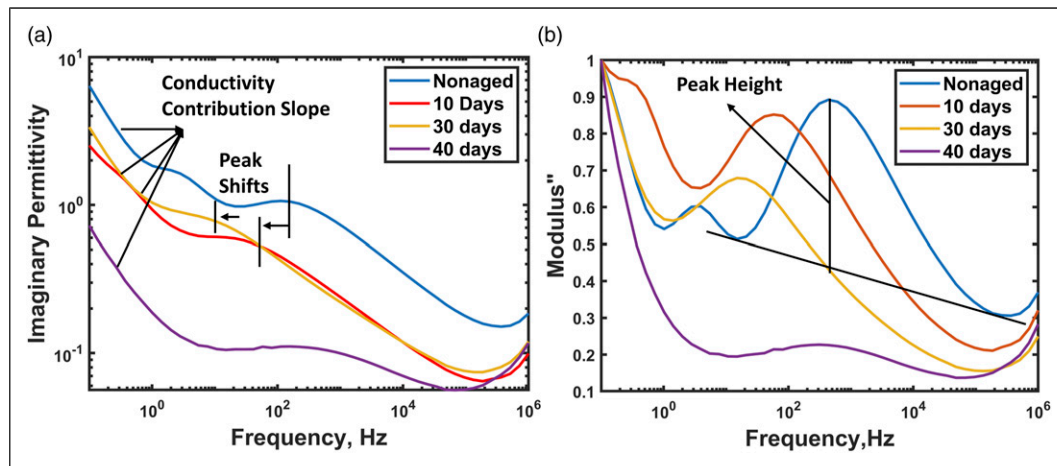 (a)
Imaginary Permittivity
10^1
10^0
10^-1
Conductivity
Contribution Slope
Peak
Shifts
Nonaged
10 Days
30 days
40 days
10^0
10^2
10^4
10^6
Frequency, Hz
(b)
Modulus"
1
0.9
0.8
0.7
0.6
0.5
0.4
0.3
0.2
0.1
Peak Height
Nonaged
10 days
30 days
40 days
10^0
10^2
10^4
10^6
Frequency,Hz